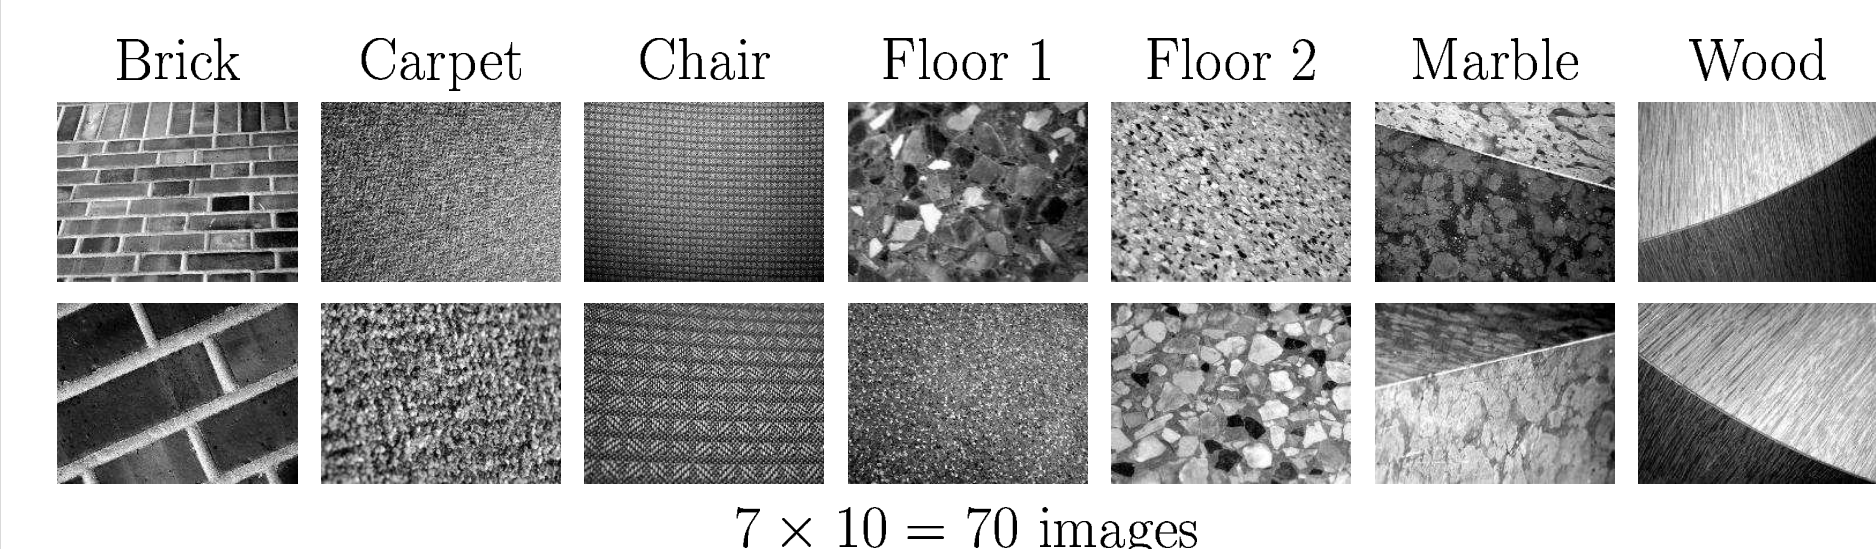 Brick Carpet Chair Floor 1 Floor 2 Marble Wood
7 × 10 = 70 images